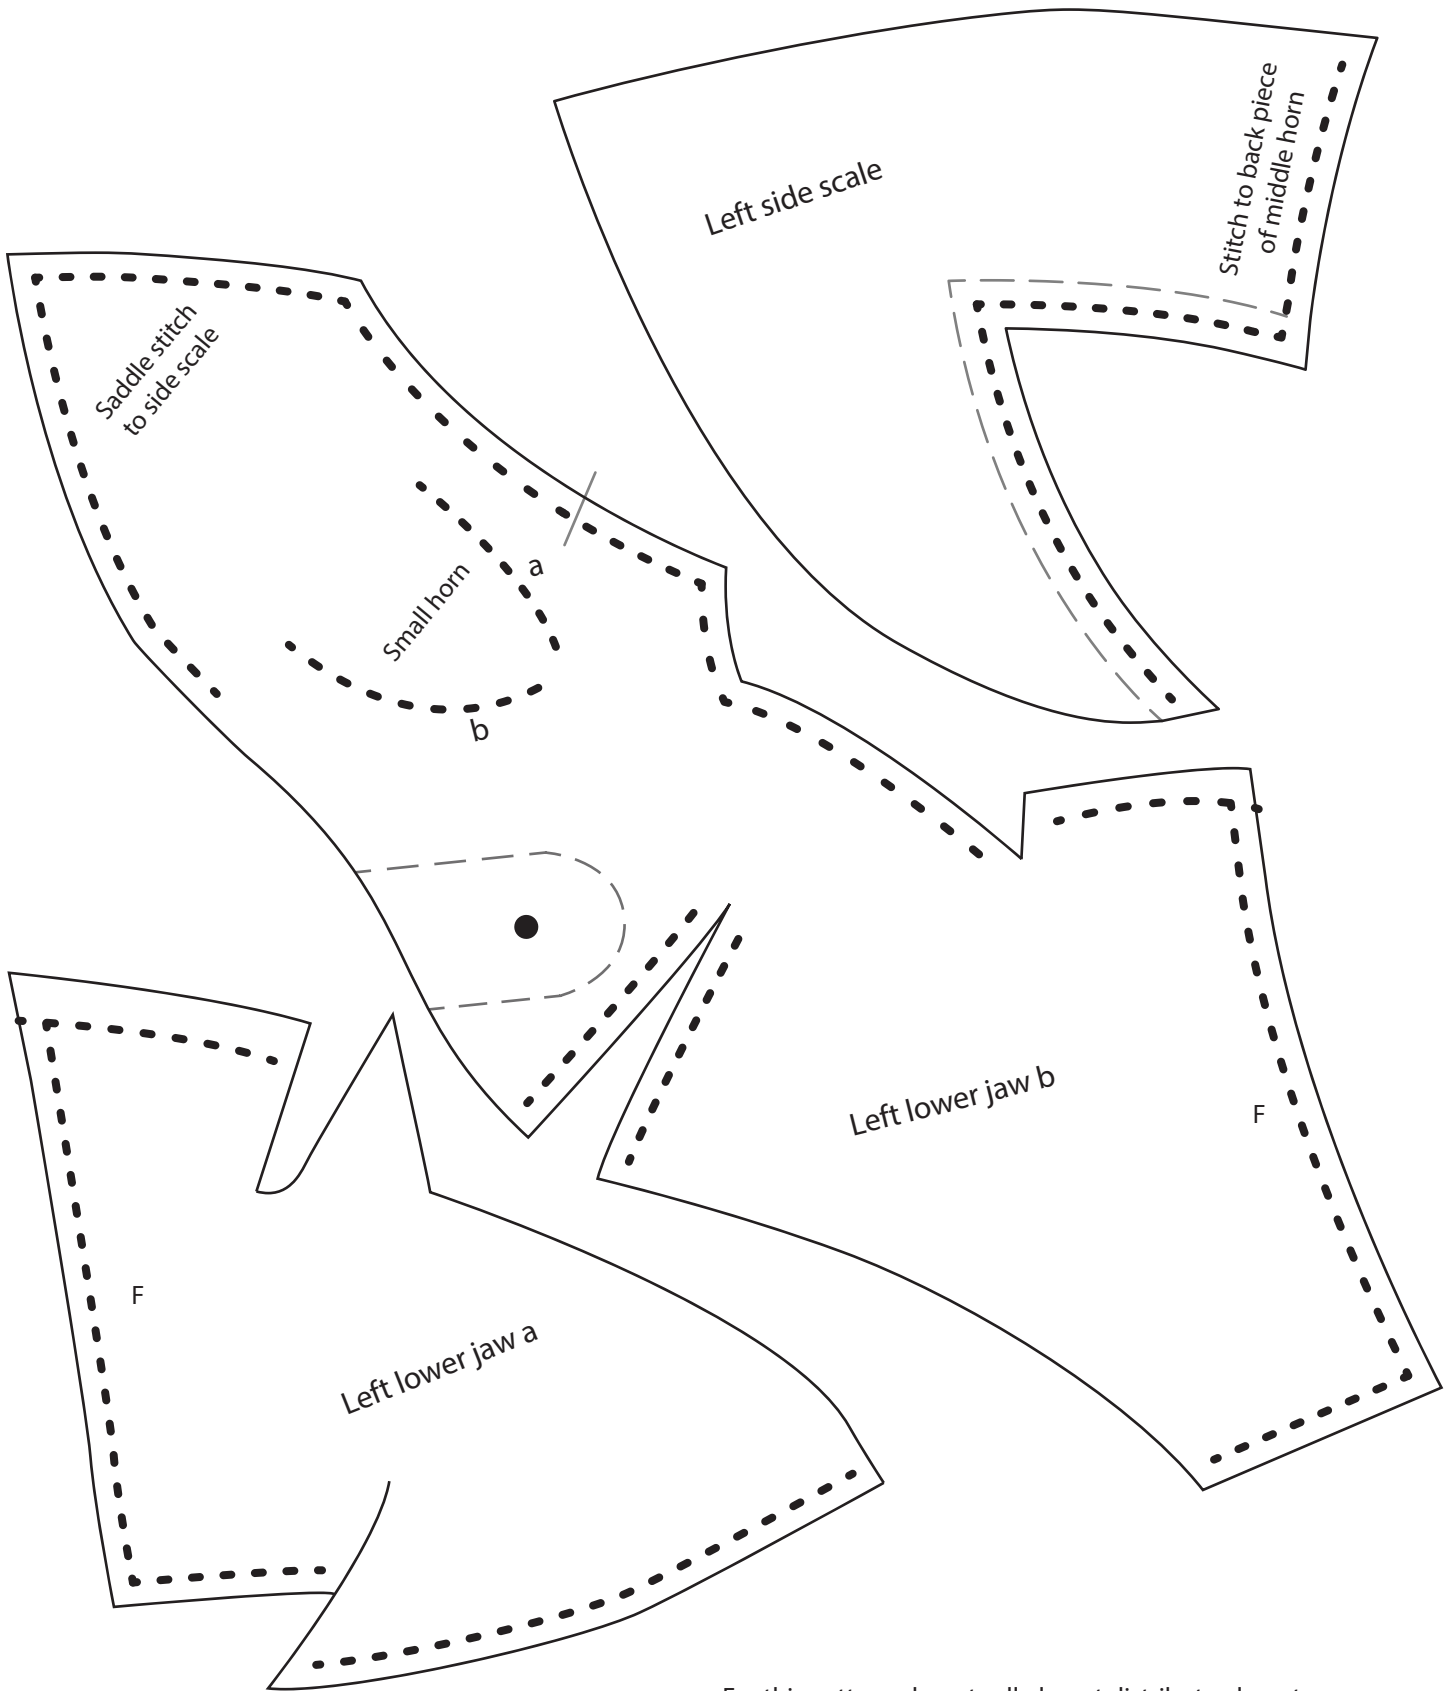 Left side scale
Stitch to back piece
of middle horn
Saddle stitch
to side scale
Small horn
a
b
Left lower jaw b
F
F
Left lower jaw a